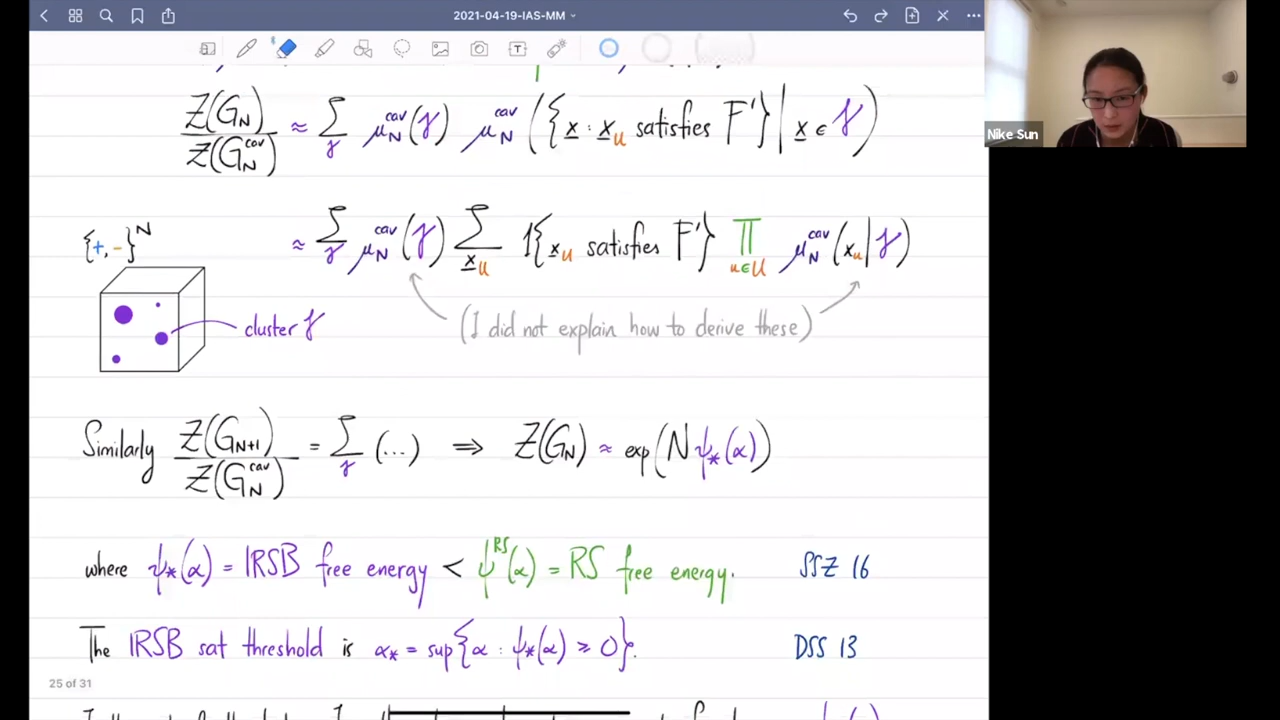 2021-04-19-IAS-MM
Z(G_N) / Z(G_N^cav) ≈ Σ_γ μ_N^cav(γ) μ_N^cav({x : x_U satisfies F'} | x ∈ γ)
{+, -}^N
≈ Σ_γ μ_N^cav(γ) Σ_{x_U} 1{x_U satisfies F'} Π_{u∈U} μ_N^cav(x_u | γ)
cluster γ
(I did not explain how to derive these)
Similarly Z(G_{N+1}) / Z(G_N^cav) = Σ_γ (...) ⇒ Z(G_N) ≈ exp(N ψ_*(α))
where ψ_*(α) = 1RSB free energy < ψ^RS(α) = RS free energy. SSZ 16
The 1RSB sat threshold is α_* = sup{α : ψ_*(α) ≥ 0}. DSS 13
25 of 31
Nike Sun